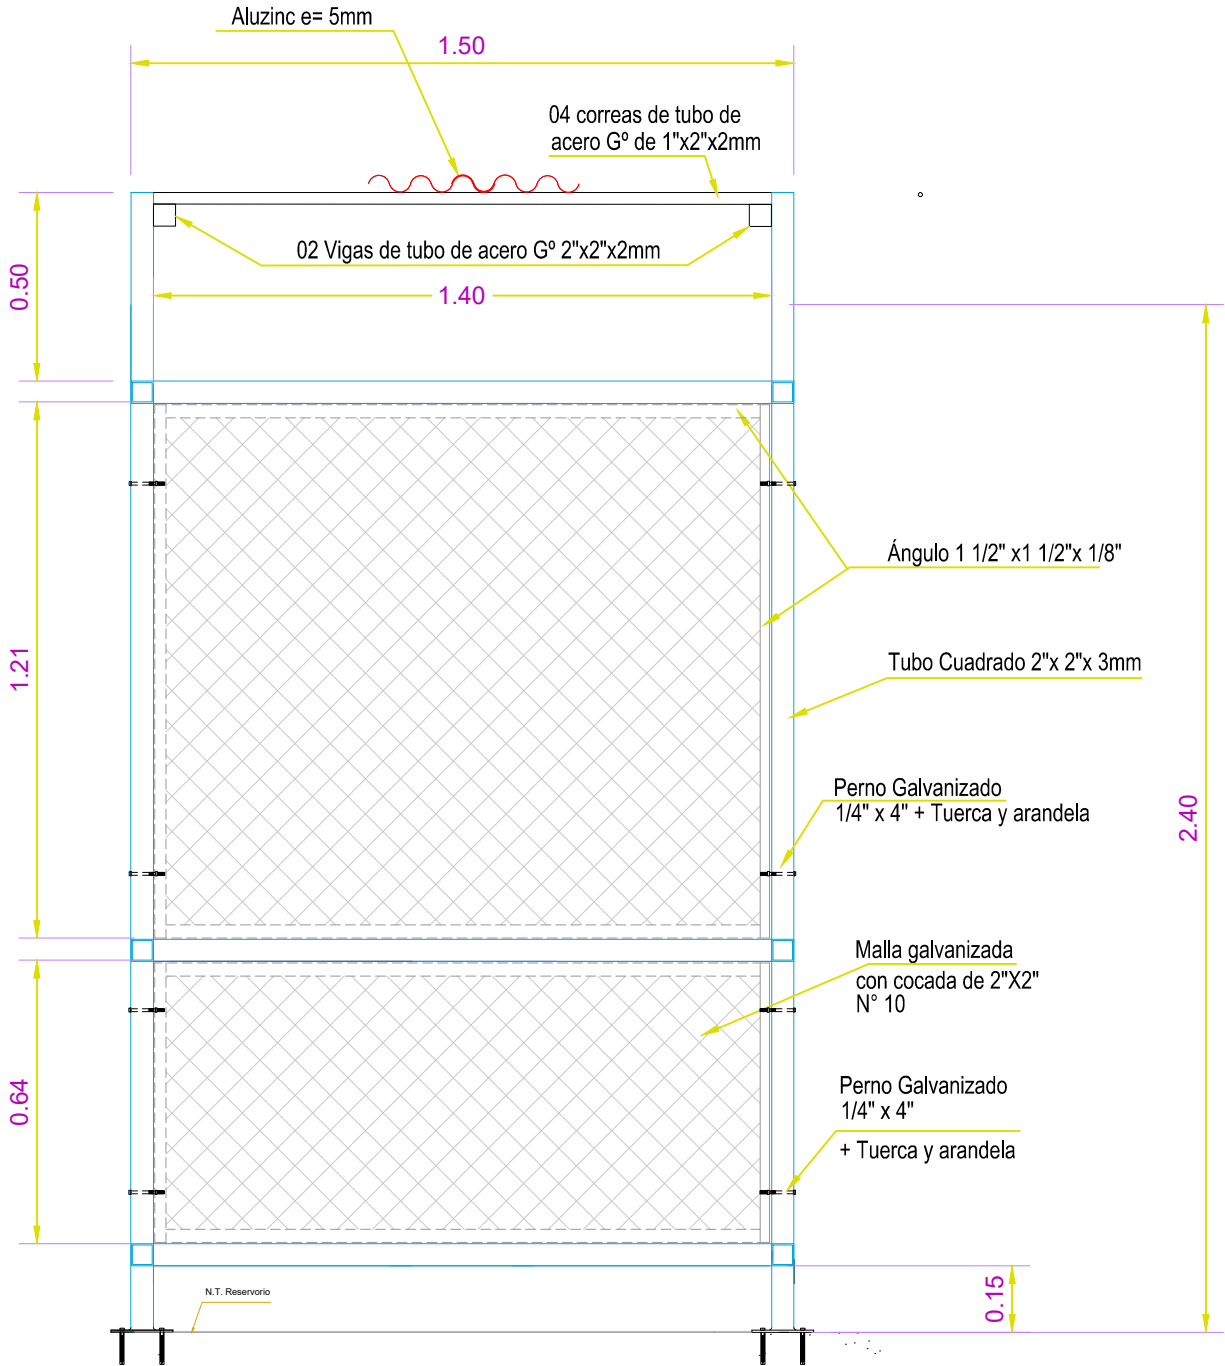 Aluzinc e= 5mm
1.50
04 correas de tubo de
acero Gº de 1"x2"x2mm
02 Vigas de tubo de acero Gº 2"x2"x2mm
0.50
1.40
Ángulo 1 1/2" x1 1/2"x 1/8"
1.21
Tubo Cuadrado 2"x 2"x 3mm
Perno Galvanizado
1/4" x 4" + Tuerca y arandela
2.40
Malla galvanizada
con cocada de 2"X2"
N° 10
Perno Galvanizado
1/4" x 4"
+ Tuerca y arandela
0.64
N.T. Reservorio
0.15